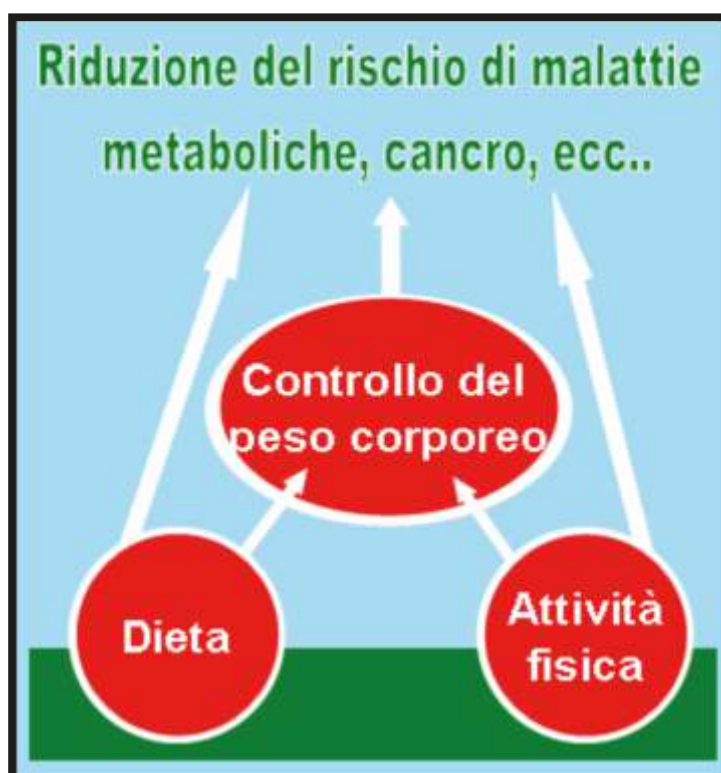 Riduzione del rischio di malattie
metaboliche, cancro, ecc..
Controllo del
peso corporeo
Dieta
Attività
fisica